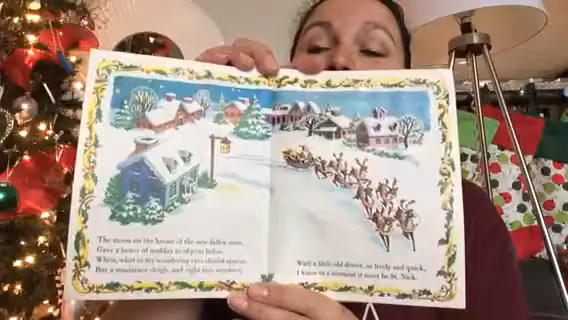 The moon on the breast of the new-fallen snow,
Gave a lustre of midday to objects below,
When, what to my wondering eyes should appear,
But a miniature sleigh, and eight tiny reindeer,
With a little old driver, so lively and quick,
I knew in a moment it must be St. Nick.